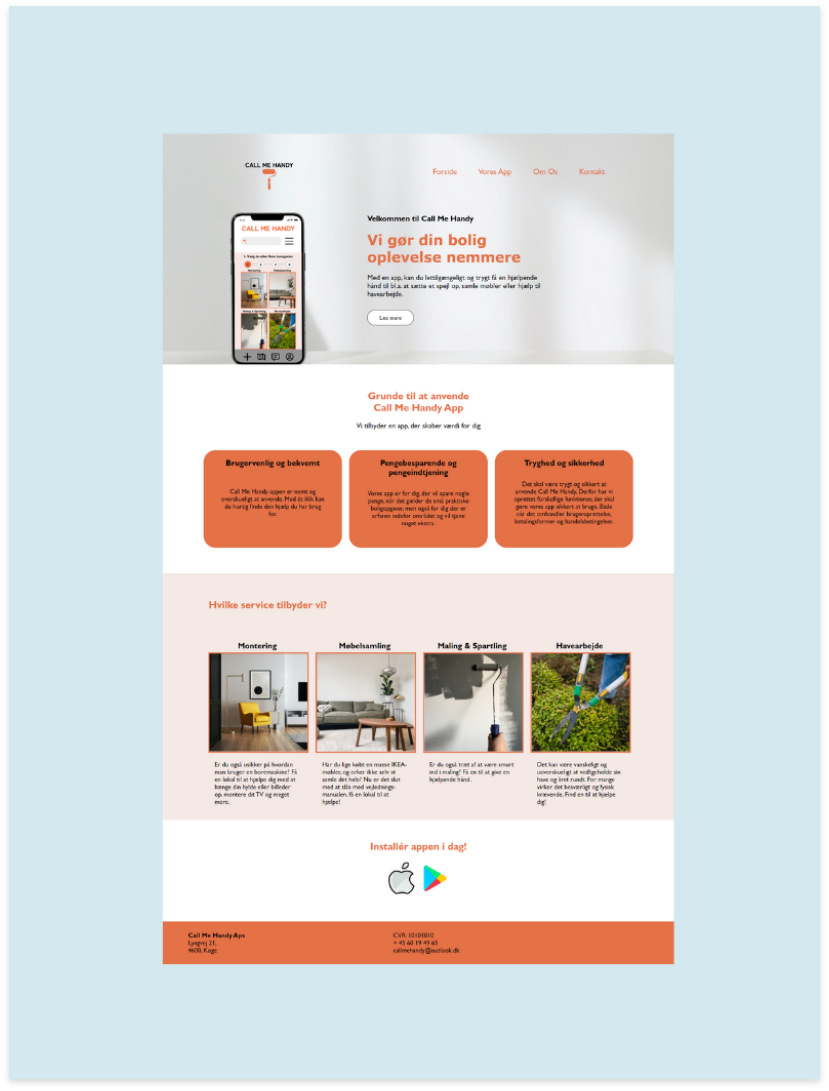 CALL ME HANDY
Forside Vores App Om Os Kontakt
CALL ME HANDY
Velkommen til Call Me Handy
Vi gør din bolig
oplevelse nemmere
Med en app, kan du lettilgængeligt og trygt få en hjælpende
hånd til bl.a. at sætte et spejl op, samle møbler eller hjælp til
havearbejde.
Læs mere
Grunde til at anvende
Call Me Handy App
Vi tilbyder en app, der skaber værdi for dig
Brugervenlig og bekvemt
Call Me Handy appen er nemt og
overskueligt at anvende. Med ét klik kan
du hurtig finde den hjælp du har brug
for.
Pengebesparende og
pengeindtjening
Vores app er for dig, der vil spare nogle
penge, når det gælder de små praktiske
boligopgaver, men også for dig der er
erfaren indefor området og vil tjene
noget ekstra.
Tryghed og sikkerhed
Det skal være trygt og sikkert at
anvende Call Me Handy. Derfor har vi
oprettet forskellige funktioner, der skal
gøre vores app sikkert at bruge. Både
når det omhandler brugeroprettelse,
betalingsformer og handelsbetingelser.
Hvilke service tilbyder vi?
Montering
Er du også usikker på hvordan
man bruger en boremaskine? Få
en lokal til at hjælpe dig med at
hænge din hylde eller billeder
op, montere dit TV og meget
mere.
Møbelsamling
Har du lige købt en masse IKEA-
møbler, og orker ikke selv at
samle det hele? Nu er det slut
med at slås med vejlednings-
manualen, få en lokal til at
hjælpe!
Maling & Spartling
Er du også træt af at være smurt
ind i maling? Få en til at give en
hjælpende hånd.
Havearbejde
Det kan være vanskeligt og
uoverskueligt at vedligeholde sin
have og året rundt. For mange
virker det besværligt og fysisk
krævende. Find en til at hjælpe
dig!
Installér appen i dag!
Call Me Handy Aps
Lyngvej 21,
4600, Køge
CVR: 10101010
+ 45 60 19 49 65
callmehandy@outlook.dk